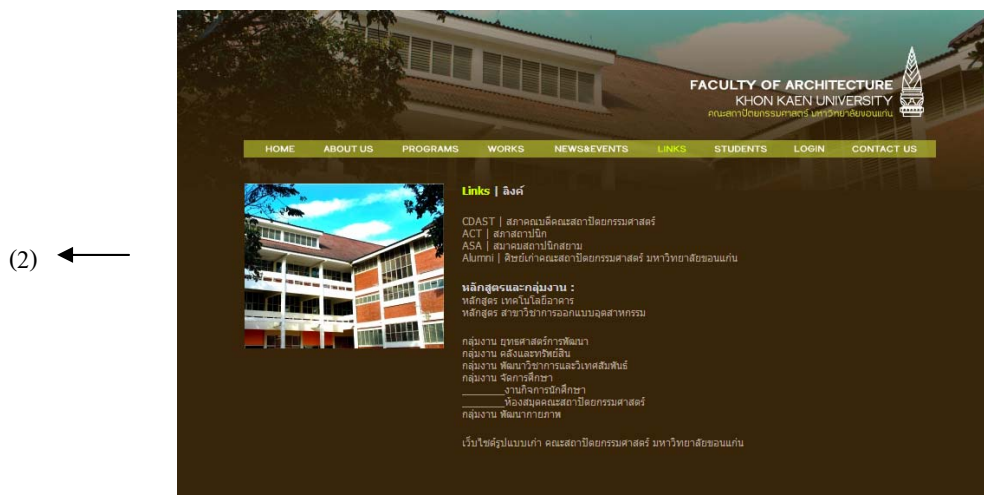 FACULTY OF ARCHITECTURE
KHON KAEN UNIVERSITY
คณะสถาปัตยกรรมศาสตร์ มหาวิทยาลัยขอนแก่น
HOME ABOUT US PROGRAMS WORKS NEWS&EVENTS LINKS STUDENTS LOGIN CONTACT US
Links | ลิงค์
CDAST | สภาคณบดีคณะสถาปัตยกรรมศาสตร์
ACT | สภาสถาปนิก
ASA | สมาคมสถาปนิกสยาม
Alumni | ศิษย์เก่าคณะสถาปัตยกรรมศาสตร์ มหาวิทยาลัยขอนแก่น
(2)
หลักสูตรและกลุ่มงาน :
หลักสูตร เทคโนโลยีอาคาร
หลักสูตร สาขาวิชาการออกแบบอุตสาหกรรม
กลุ่มงาน ยุทธศาสตร์การพัฒนา
กลุ่มงาน คลังและทรัพย์สิน
กลุ่มงาน พัฒนาวิชาการและวิเทศสัมพันธ์
กลุ่มงาน จัดการศึกษา
_______งานกิจการนักศึกษา
_______ห้องสมุดคณะสถาปัตยกรรมศาสตร์
กลุ่มงาน พัฒนากายภาพ
เว็บไซต์รูปแบบเก่า คณะสถาปัตยกรรมศาสตร์ มหาวิทยาลัยขอนแก่น